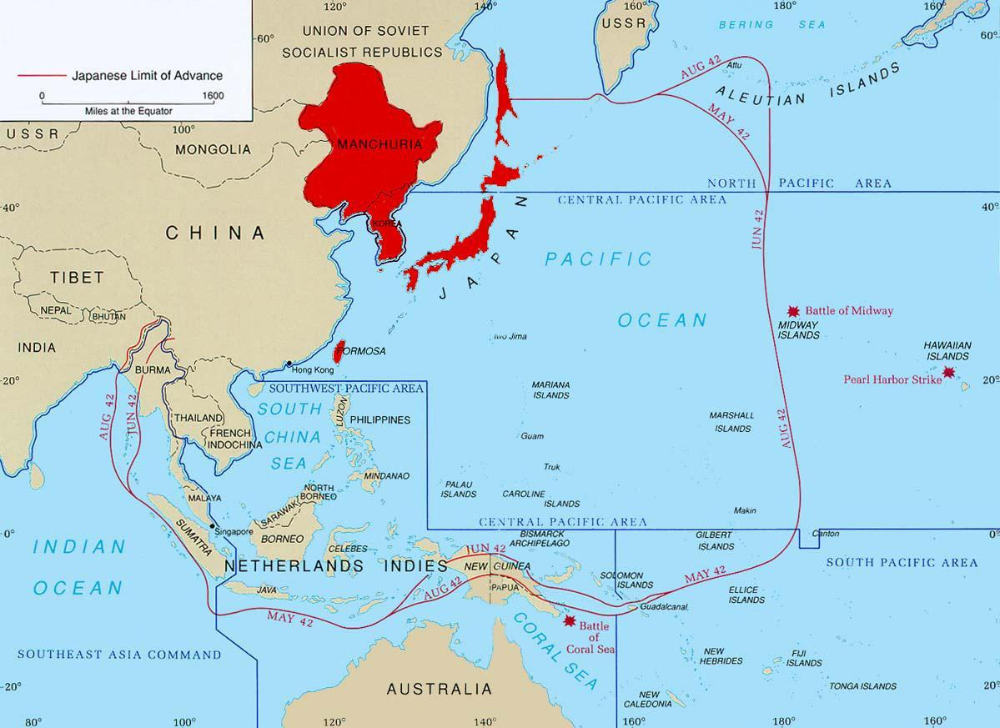 120°
140°
160°
180°
160°
60°
60°
UNION OF SOVIET
SOCIALIST REPUBLICS
USSR
BERING SEA
AUG 42
Attu
ALEUTIAN ISLANDS
MAY 42
Japanese Limit of Advance
0
1600
Miles at the Equator
USSR
100°
MONGOLIA
MANCHURIA
NORTH PACIFIC AREA
CENTRAL PACIFIC AREA
40°
40°
JUN 42
KOREA
CHINA
JAPAN
PACIFIC
OCEAN
TIBET
NEPAL
BHUTAN
INDIA
BURMA
Battle of Midway
MIDWAY
ISLANDS
HAWAIIAN
ISLANDS
Pearl Harbor Strike
Iwo Jima
FORMOSA
Hong Kong
20°
20°
SOUTHWEST PACIFIC AREA
SOUTH
CHINA
SEA
LUZON
PHILIPPINES
MARIANA
ISLANDS
MARSHALL
ISLANDS
AUG 42
AUG 42
JUN 42
THAILAND
FRENCH
INDOCHINA
Guam
Truk
MINDANAO
PALAU
ISLANDS
CAROLINE
ISLANDS
Makin
MALAYA
NORTH
BORNEO
SARAWAK
BORNEO
Singapore
SUMATRA
CELEBES
CENTRAL PACIFIC AREA
BISMARCK
ARCHIPELAGO
GILBERT
ISLANDS
Canton
0°
0°
SOUTH PACIFIC AREA
INDIAN
OCEAN
NETHERLANDS INDIES
JUN 42
NEW GUINEA
PAPUA
AUG 42
SOLOMON
ISLANDS
MAY 42
ELLICE
ISLANDS
Guadalcanal
JAVA
MAY 42
Battle
of
Coral Sea
CORAL SEA
SOUTHEAST ASIA COMMAND
AUSTRALIA
NEW
HEBRIDES
FIJI
ISLANDS
TONGA ISLANDS
NEW
CALEDONIA
20°
20°
80°
100°
120°
140°
160°
180°
160°